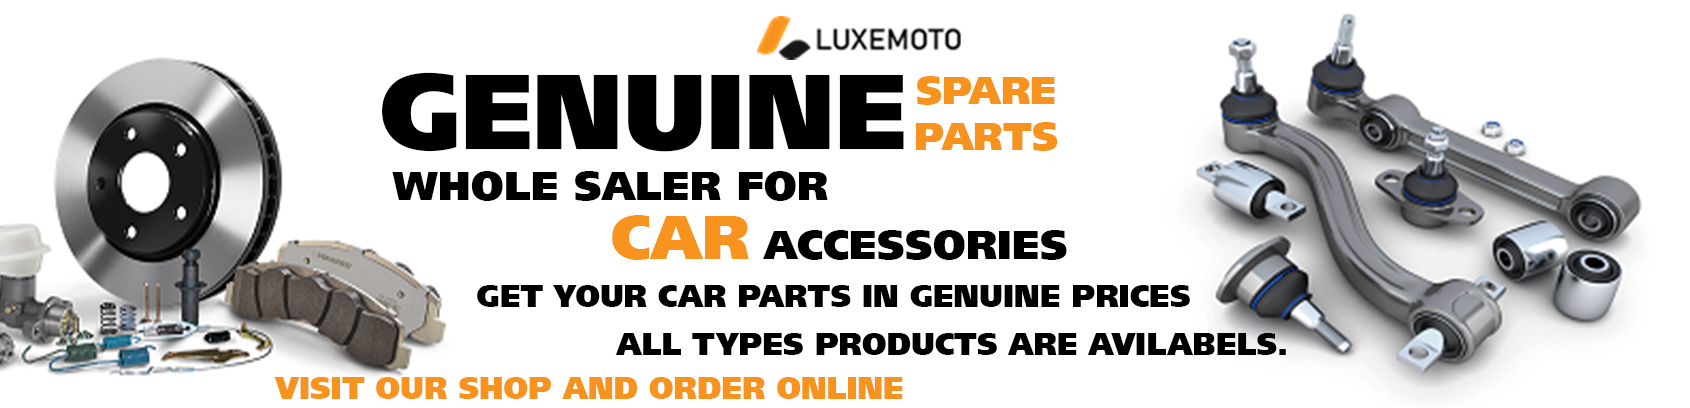 LUXEMOTO
GENUINE SPARE
PARTS
WHOLE SALER FOR
CAR ACCESSORIES
GET YOUR CAR PARTS IN GENUINE PRICES
ALL TYPES PRODUCTS ARE AVILABELS.
VISIT OUR SHOP AND ORDER ONLINE